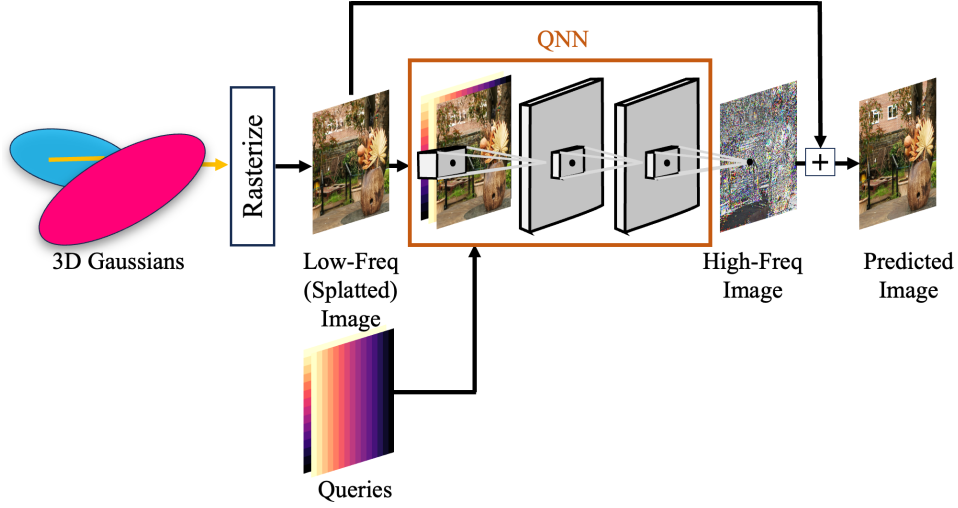 QNN
Rasterize
3D Gaussians
Low-Freq
(Splatted)
Image
High-Freq
Image
+
Predicted
Image
Queries